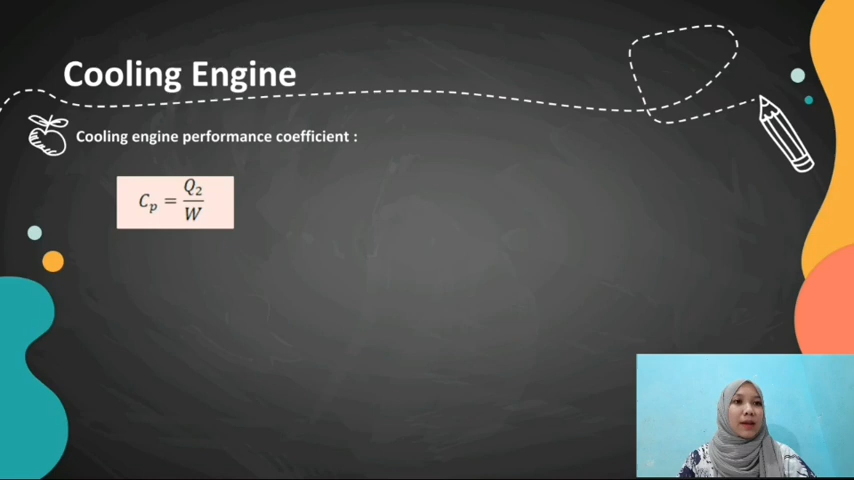 Cooling Engine
Cooling engine performance coefficient :
C_p = Q_2 / W